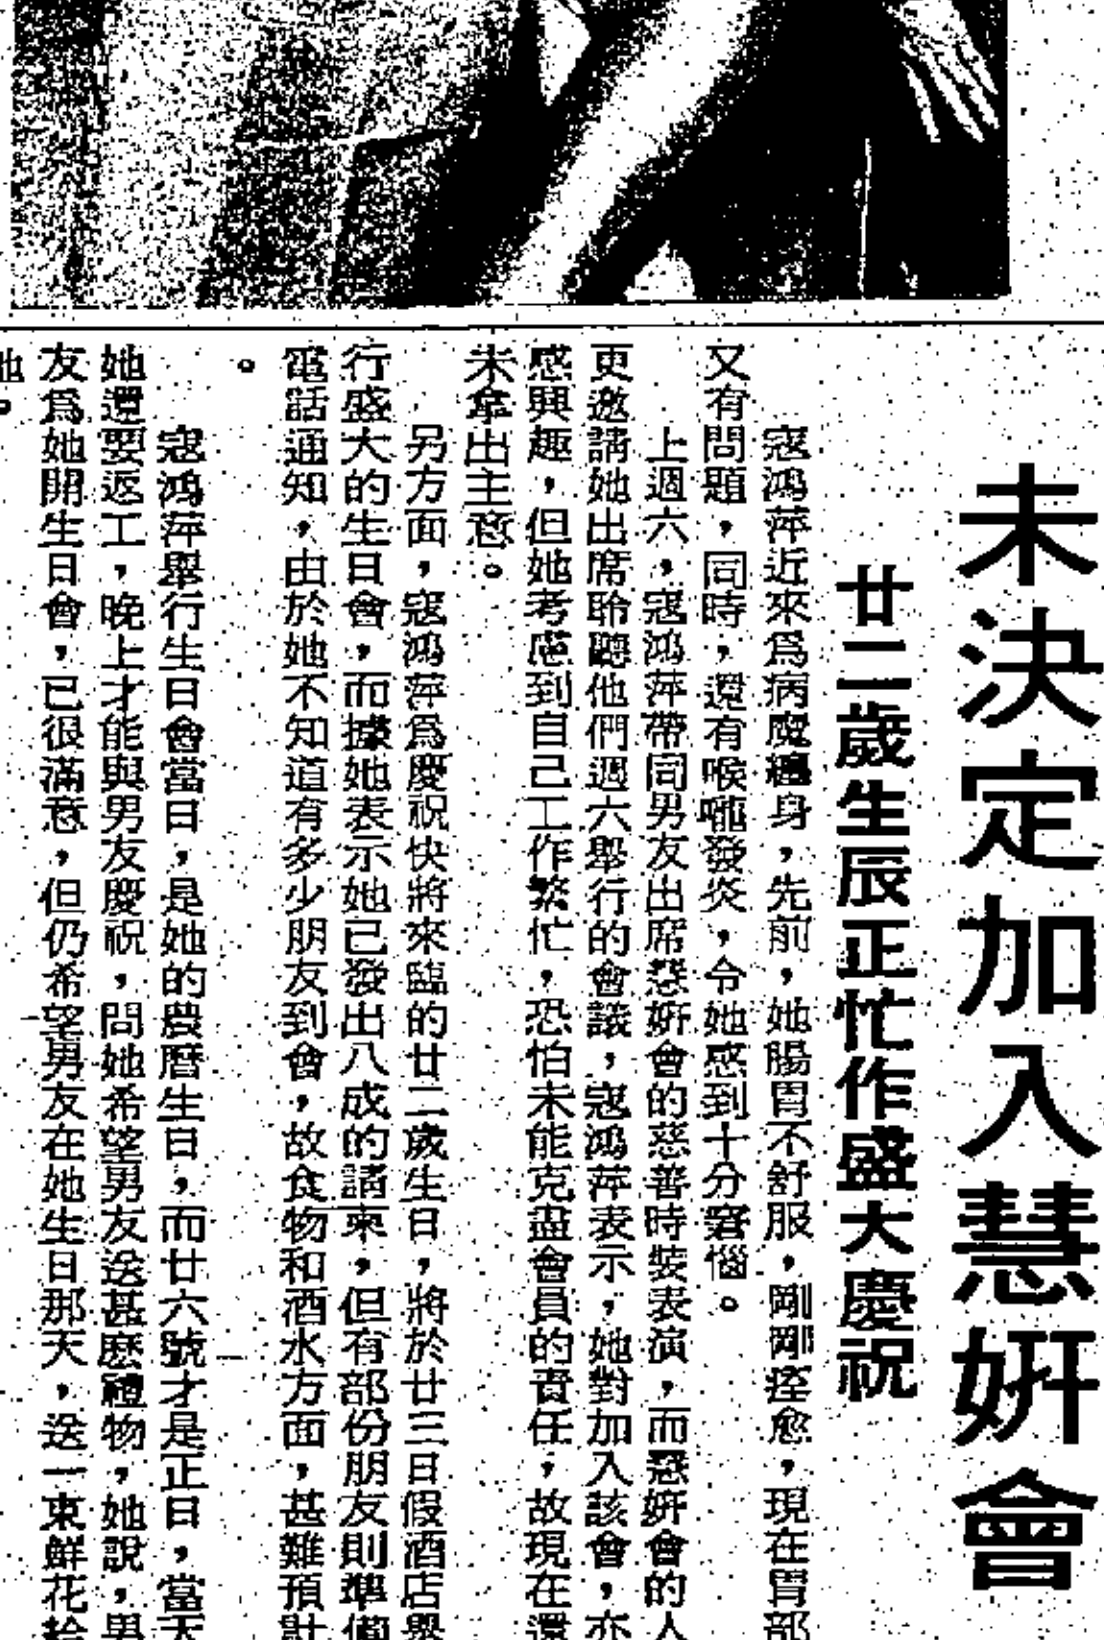 未決定加入慧妍會
廿二歲生辰正忙作盛大慶祝
寇鴻萍近來爲病魔纏身，先前，她腸胃不舒服，剛剛痊愈，現在胃部
又有問題，同時，還有喉嚨發炎，令她感到十分窘惱。
上週六，寇鴻萍帶同男友出席慧妍會的慈善時裝表演，而慧妍會的人
更邀請她出席聆聽他們週六舉行的會議，寇鴻萍表示，她對加入該會，亦
感興趣，但她考慮到自己工作繁忙，恐怕未能克盡會員的責任，故現在還
未拿出主意。
另方面，寇鴻萍爲慶祝快將來臨的廿二歲生日，將於廿三日假酒店舉
行盛大的生日會，而據她表示她已發出八成的請柬，但有部份朋友則準備
電話通知，由於她不知道有多少朋友到會，故食物和酒水方面，甚難預計
。
寇鴻萍舉行生日會當日，是她的農曆生日，而廿六號才是正日，當天
她還要返工，晚上才能與男友慶祝，問她希望男友送甚麽禮物，她說，男
友爲她開生日會，已很滿意，但仍希望男友在她生日那天，送一束鮮花給
她。